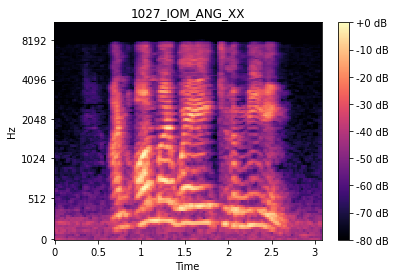 1027_IOM_ANG_XX
+0 dB
8192
-10 dB
4096
-20 dB
-30 dB
Hz
2048
-40 dB
1024
-50 dB
512
-60 dB
-70 dB
0
-80 dB
0 0.5 1 1.5 2 2.5 3
Time